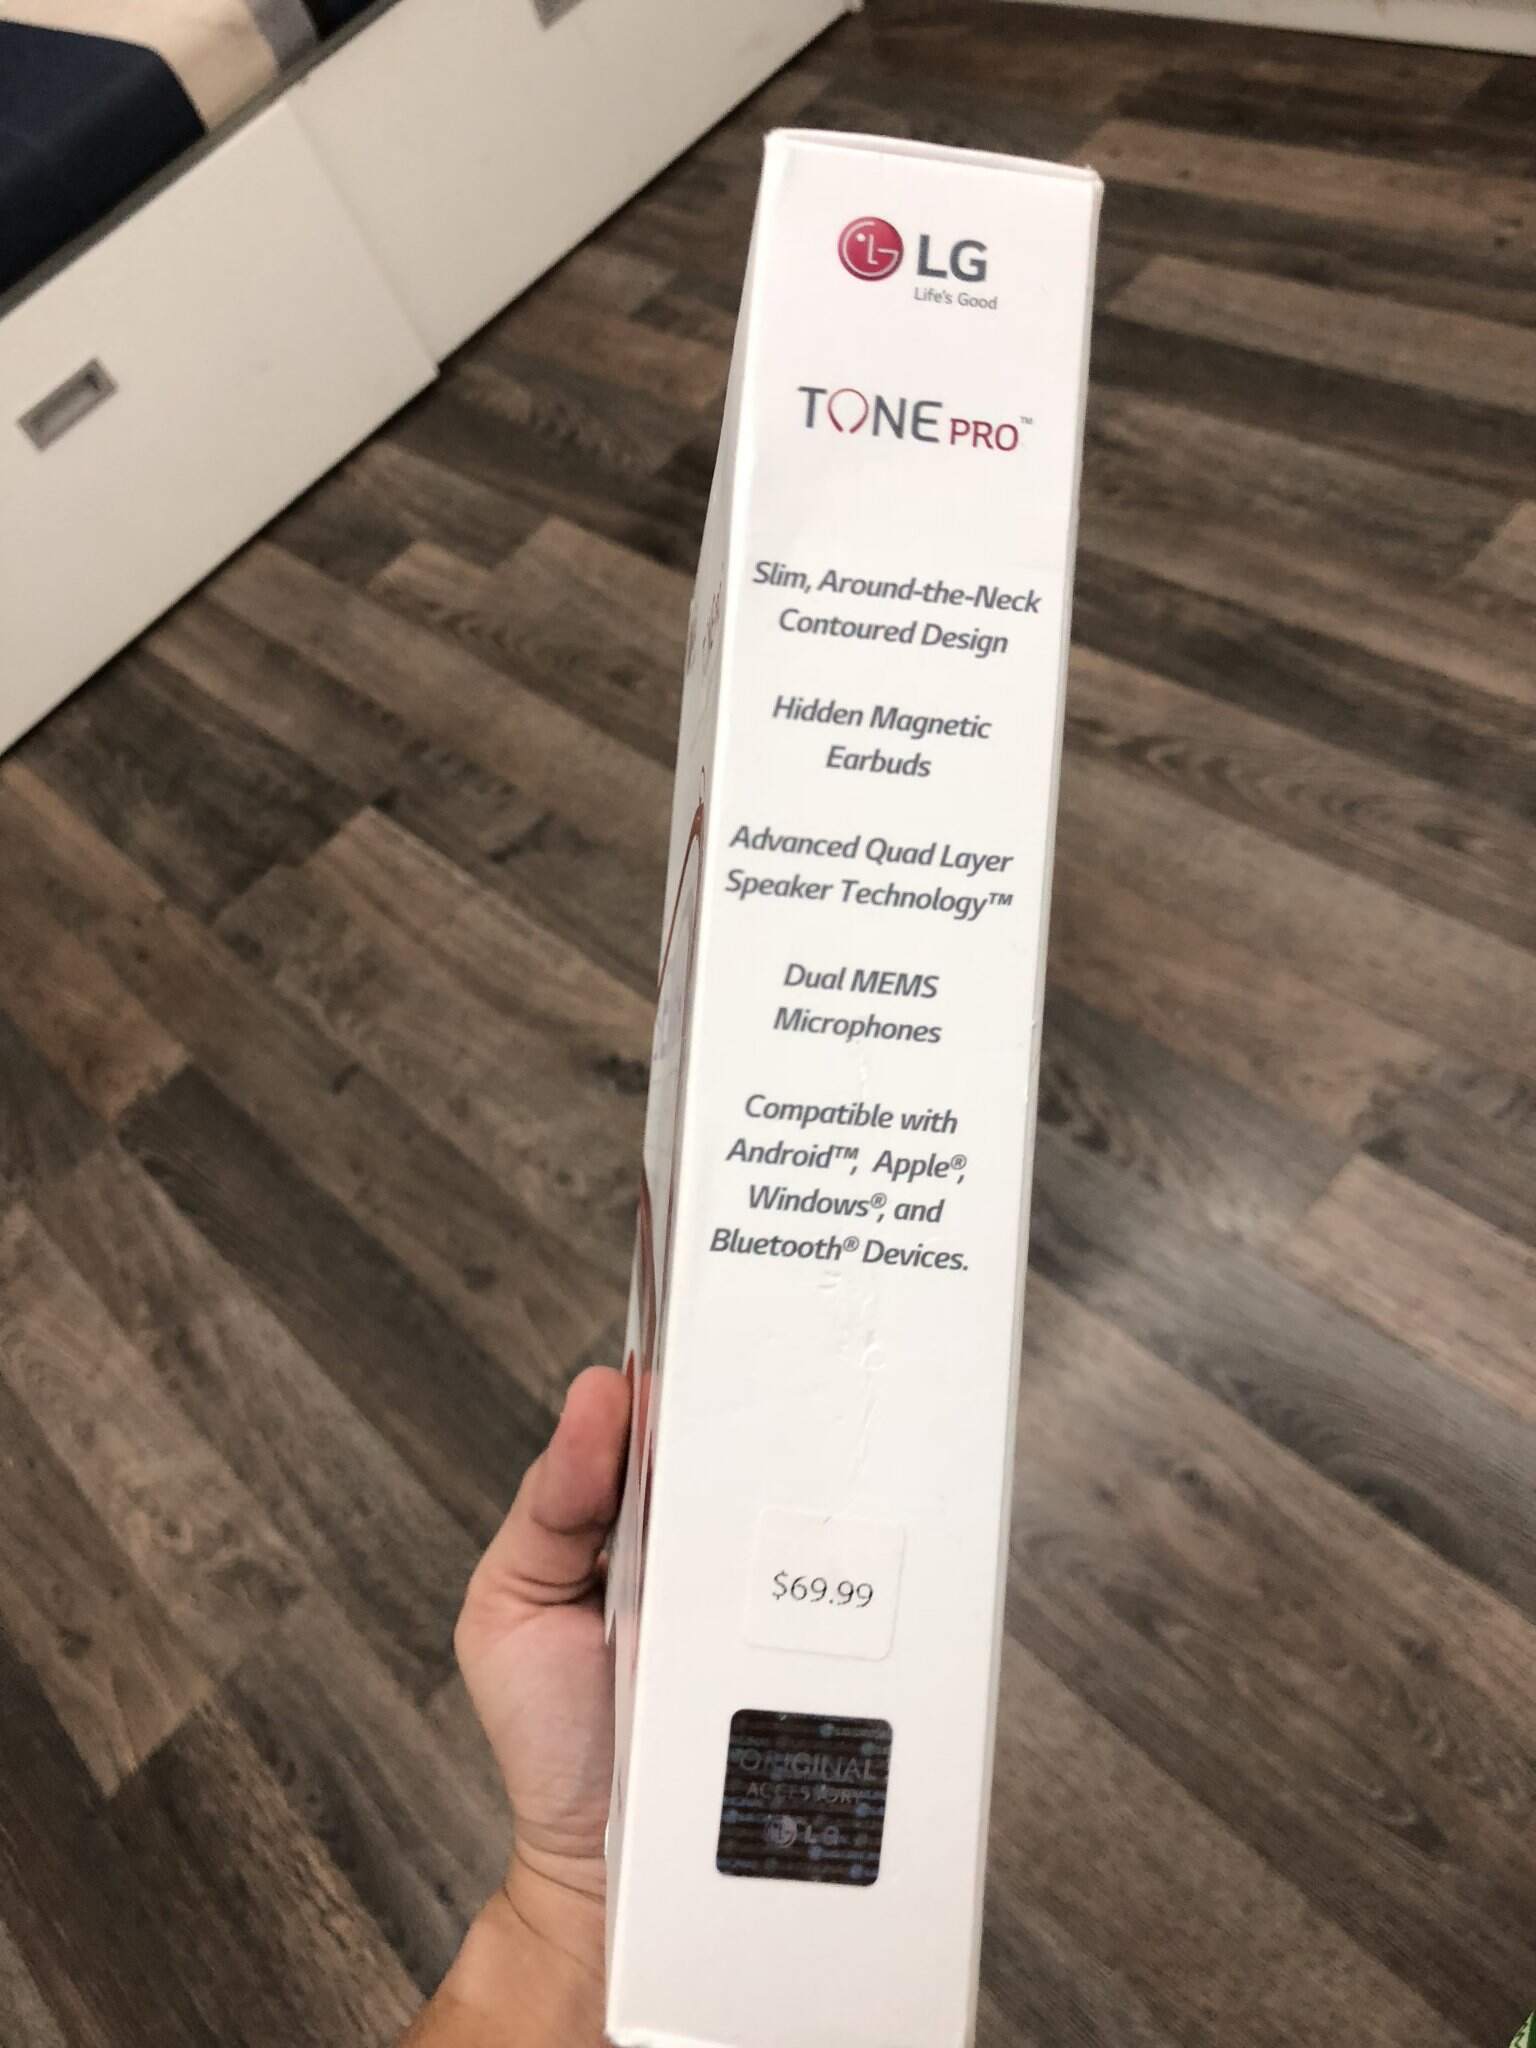 LG
Life's Good
TONE PRO™
Slim, Around-the-Neck
Contoured Design
Hidden Magnetic
Earbuds
Advanced Quad Layer
Speaker Technology™
Dual MEMS
Microphones
Compatible with
Android™, Apple®,
Windows®, and
Bluetooth® Devices.
$69.99
ORIGINAL
ACCESSORY
LG